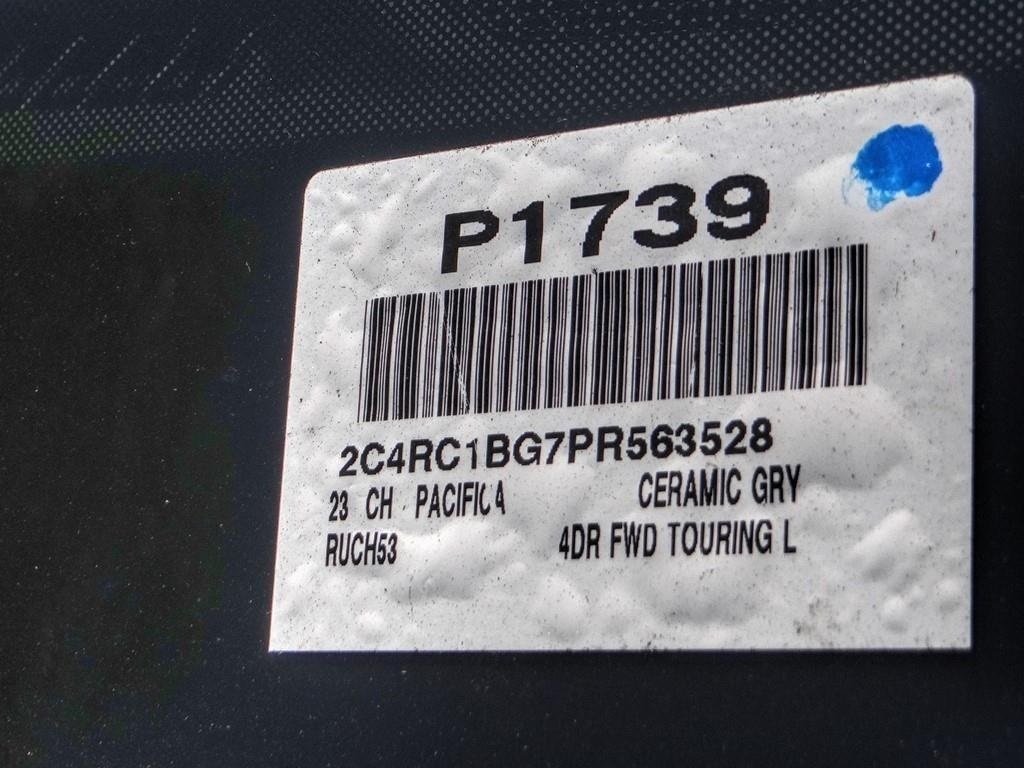 P1739
2C4RC1BG7PR563528
23 CH PACIFICA CERAMIC GRY
RUCH53 4DR FWD TOURING L